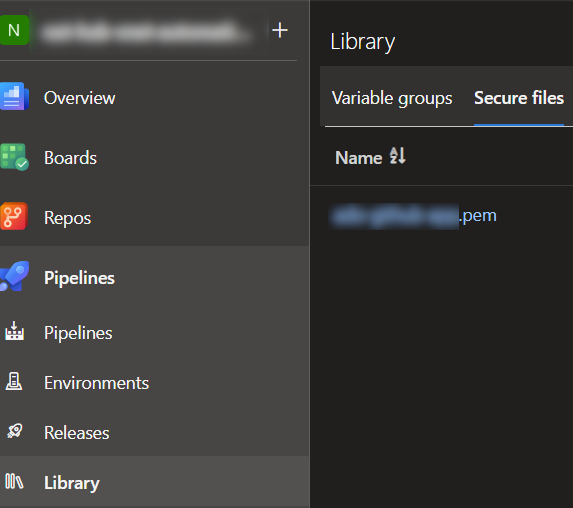 N
Overview
Boards
Repos
Pipelines
Pipelines
Environments
Releases
Library
Library
Variable groups Secure files
Name
.pem